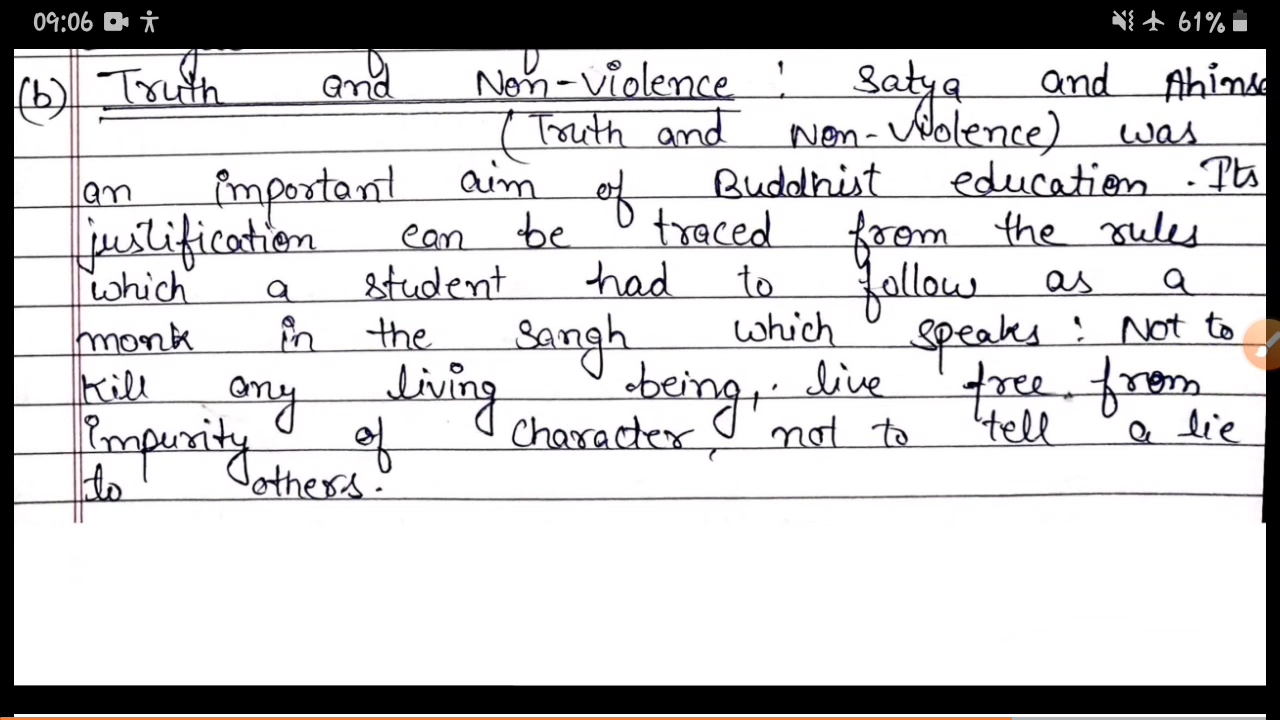 09:06 61%
(b) Truth and Non-Violence : Satya and Ahinsa
(Truth and Non-Violence) was
an important aim of Buddhist education. Its
justification can be traced from the rules
which a student had to follow as a
monk in the Sangh which speaks : Not to
kill any living being, live free from
impurity of character, not to tell a lie
to others.